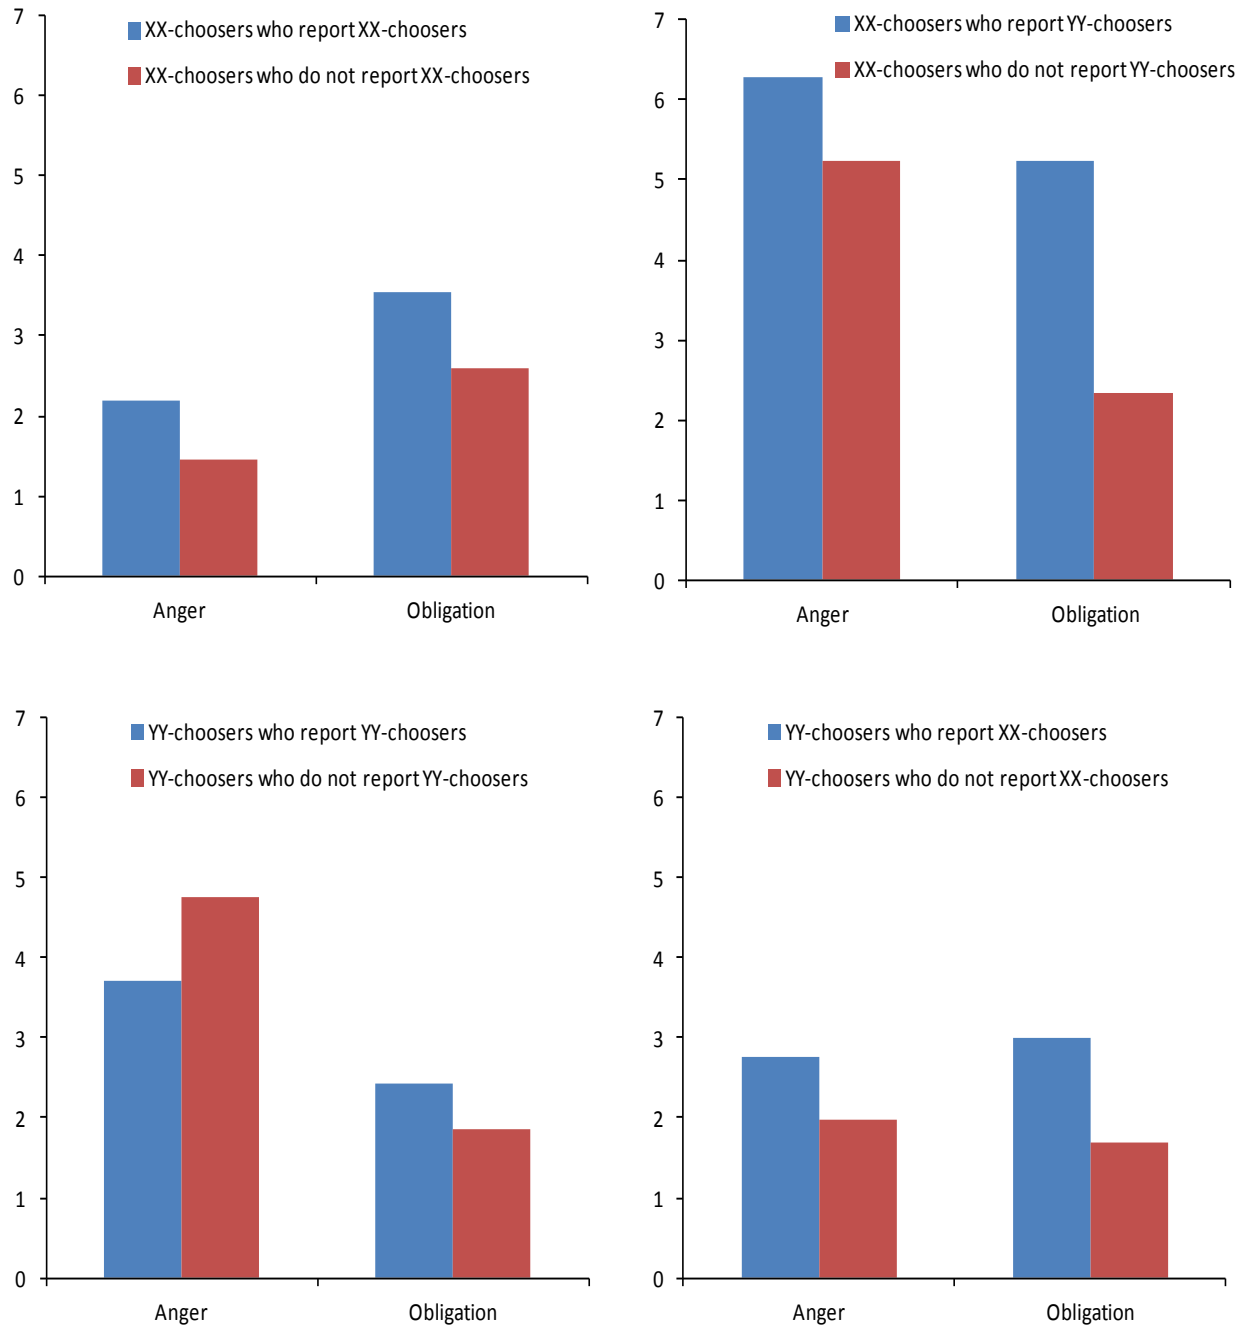 XX-choosers who report XX-choosers
XX-choosers who do not report XX-choosers
7
6
5
4
3
2
1
0
Anger Obligation
XX-choosers who report YY-choosers
XX-choosers who do not report YY-choosers
7
6
5
4
3
2
1
0
Anger Obligation
YY-choosers who report YY-choosers
YY-choosers who do not report YY-choosers
7
6
5
4
3
2
1
0
Anger Obligation
YY-choosers who report XX-choosers
YY-choosers who do not report XX-choosers
7
6
5
4
3
2
1
0
Anger Obligation